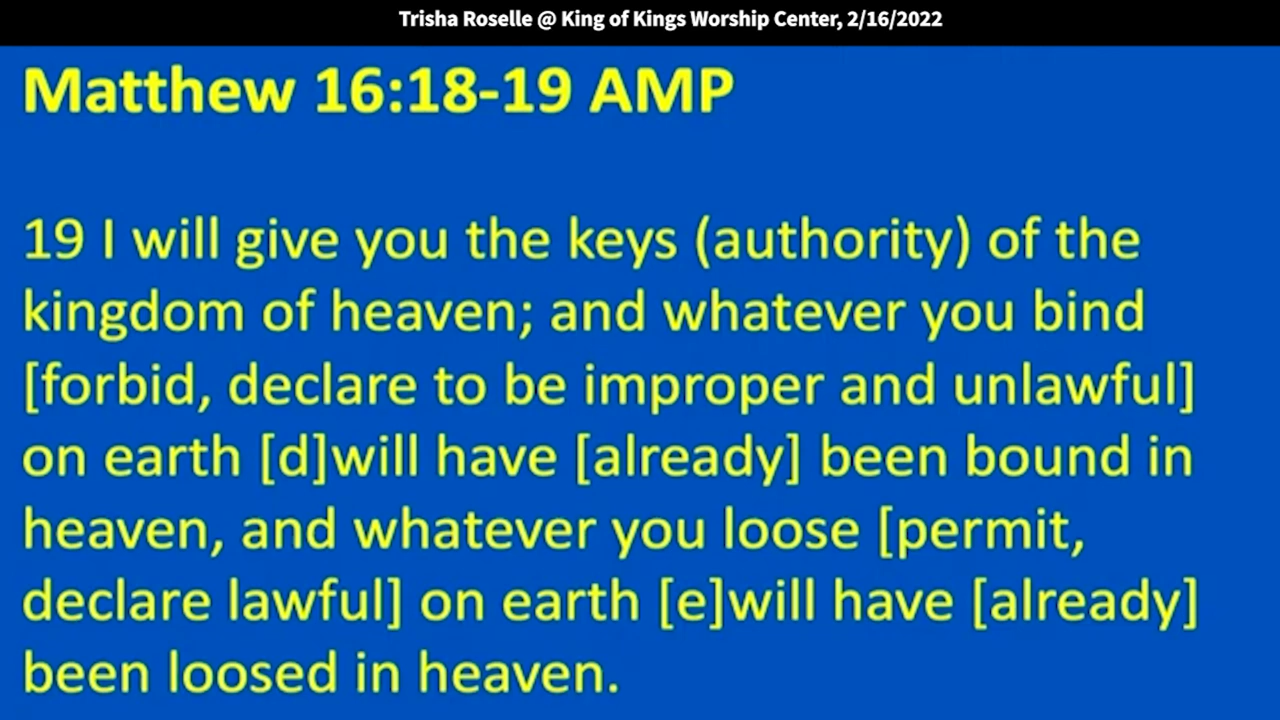 Trisha Roselle @ King of Kings Worship Center, 2/16/2022
Matthew 16:18-19 AMP
19 I will give you the keys (authority) of the
kingdom of heaven; and whatever you bind
[forbid, declare to be improper and unlawful]
on earth [d]will have [already] been bound in
heaven, and whatever you loose [permit,
declare lawful] on earth [e]will have [already]
been loosed in heaven.